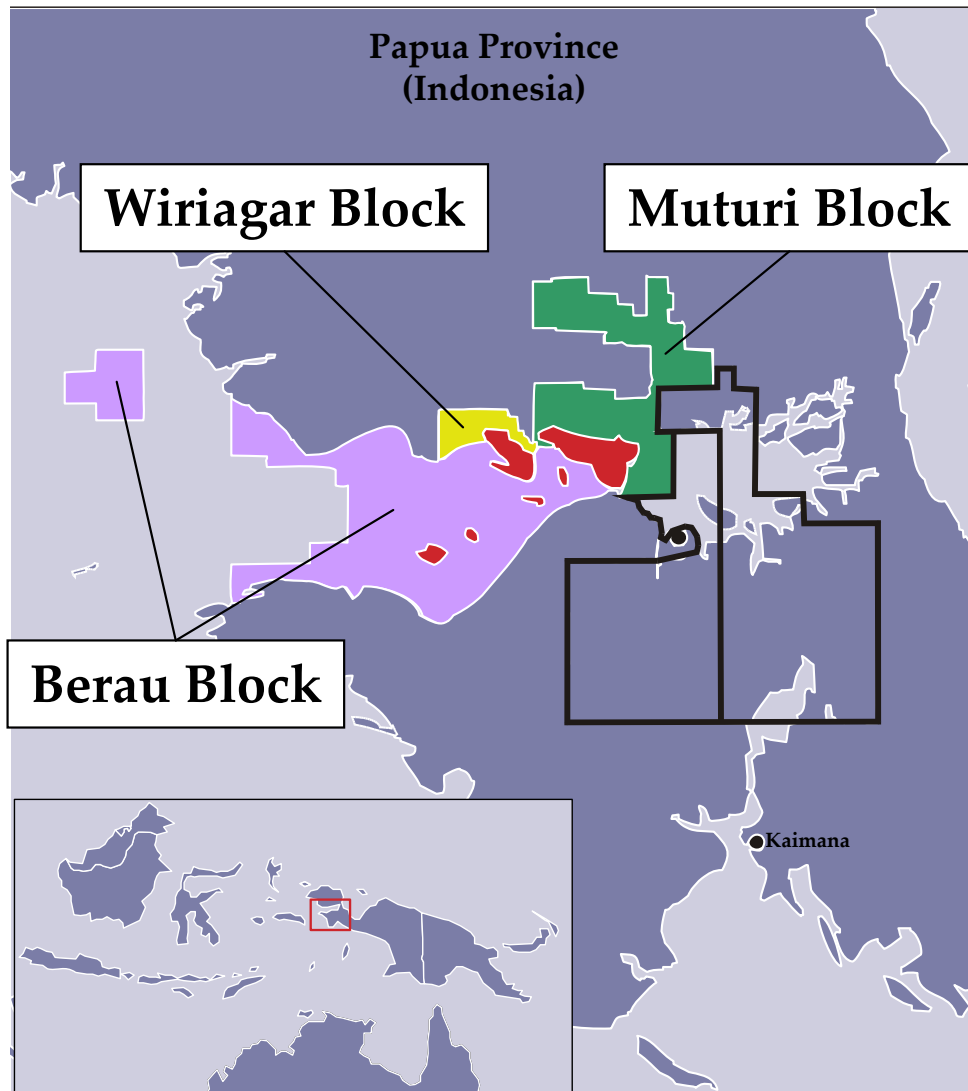 Papua Province
(Indonesia)
Wiriagar Block
Muturi Block
Berau Block
Kaimana